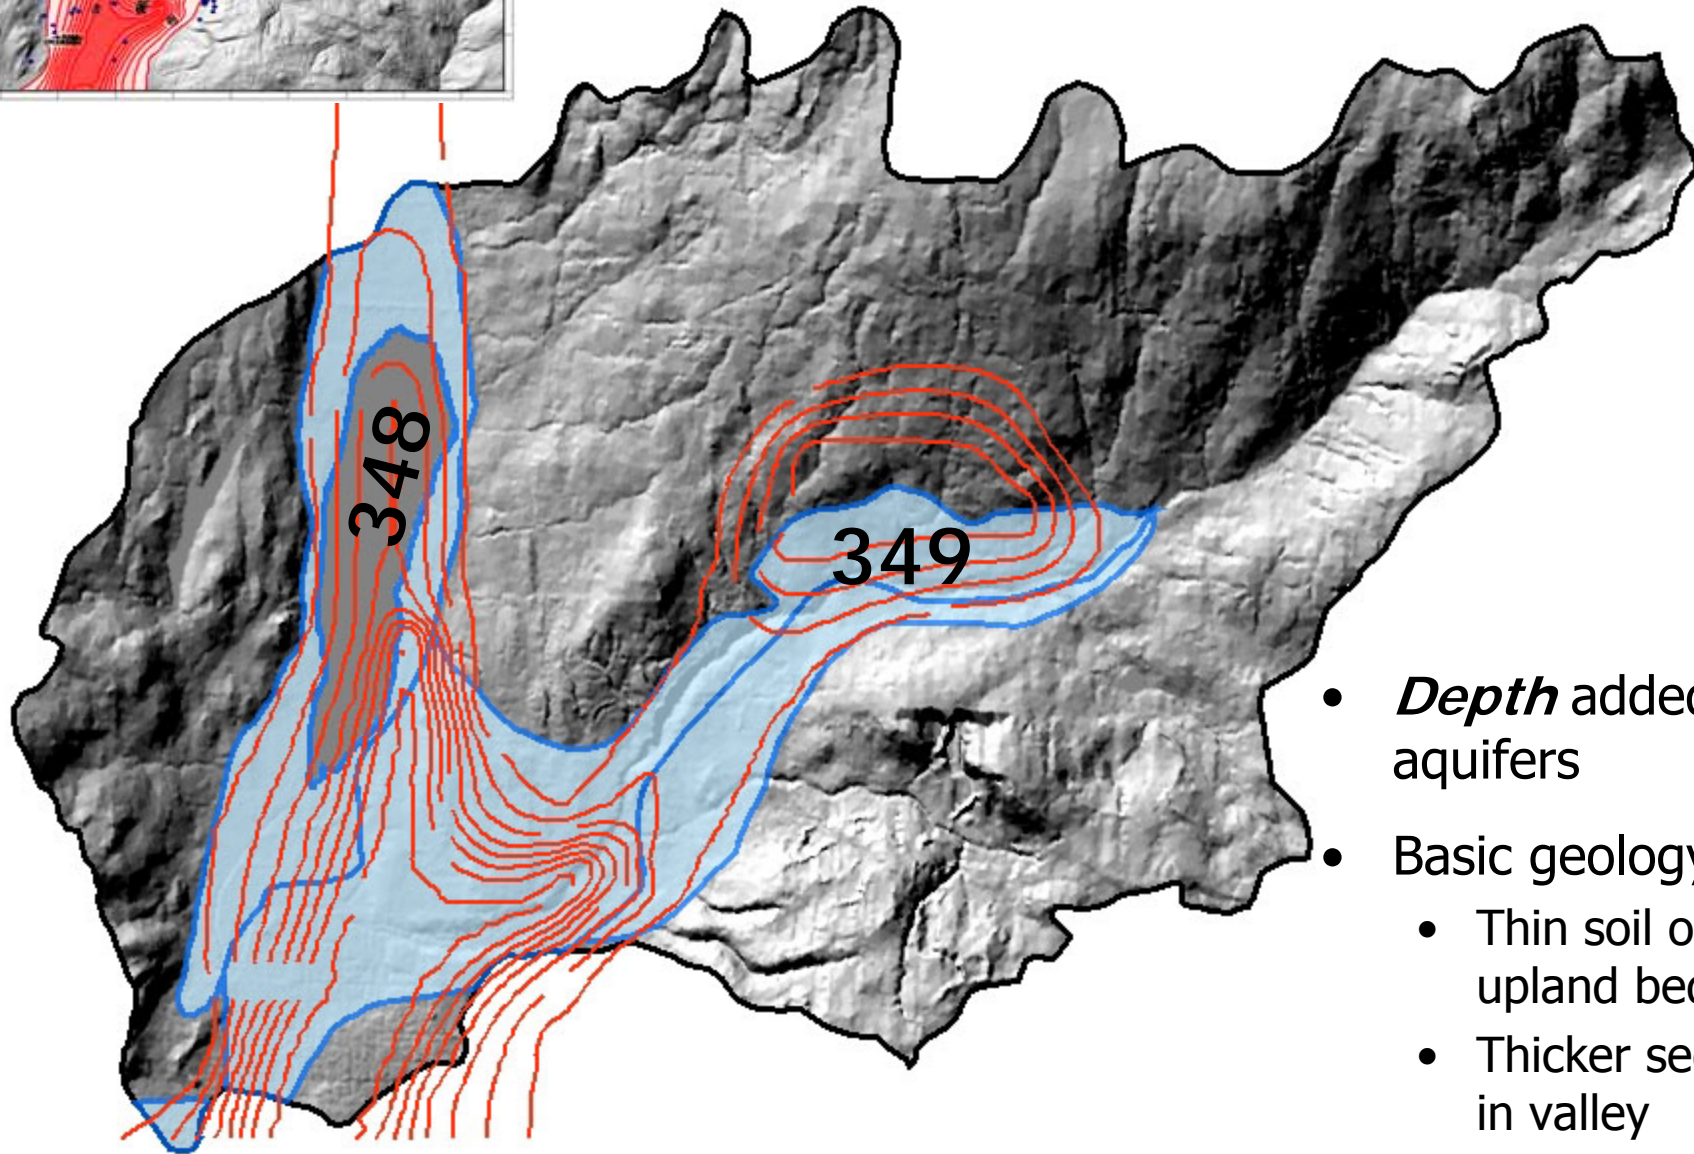 348
349
• Depth added
aquifers
• Basic geology
• Thin soil o
upland bed
• Thicker se
in valley